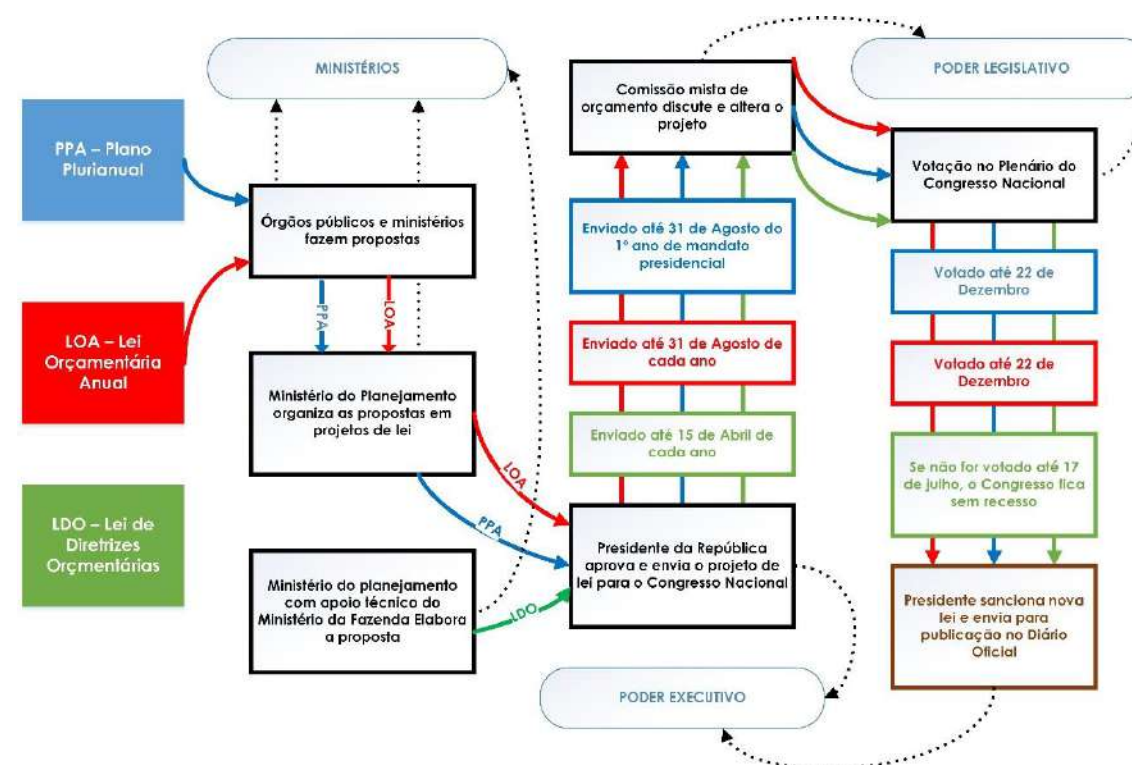 MINISTÉRIOS
PODER LEGISLATIVO
PPA – Plano
Plurianual
LOA – Lei
Orçamentária
Anual
LDO – Lei de
Diretrizes
Orçmentárias
Órgãos públicos e ministérios
fazem propostas
PPA
LOA
Ministério do Planejamento
organiza as propostas em
projetos de lei
LOA
PPA
Ministério do planejamento
com apoio técnico do
Ministério da Fazenda Elabora
a proposta
LDO
Comissão mista de
orçamento discute e altera o
projeto
Enviado até 31 de Agosto do
1º ano de mandato
presidencial
Enviado até 31 de Agosto de
cada ano
Enviado até 15 de Abril de
cada ano
Presidente da República
aprova e envia o projeto de
lei para o Congresso Nacional
PODER EXECUTIVO
Votação no Plenário do
Congresso Nacional
Votado até 22 de
Dezembro
Votado até 22 de
Dezembro
Se não for votado até 17
de julho, o Congresso fica
sem recesso
Presidente sanciona nova
lei e envia para
publicação no Diário
Oficial